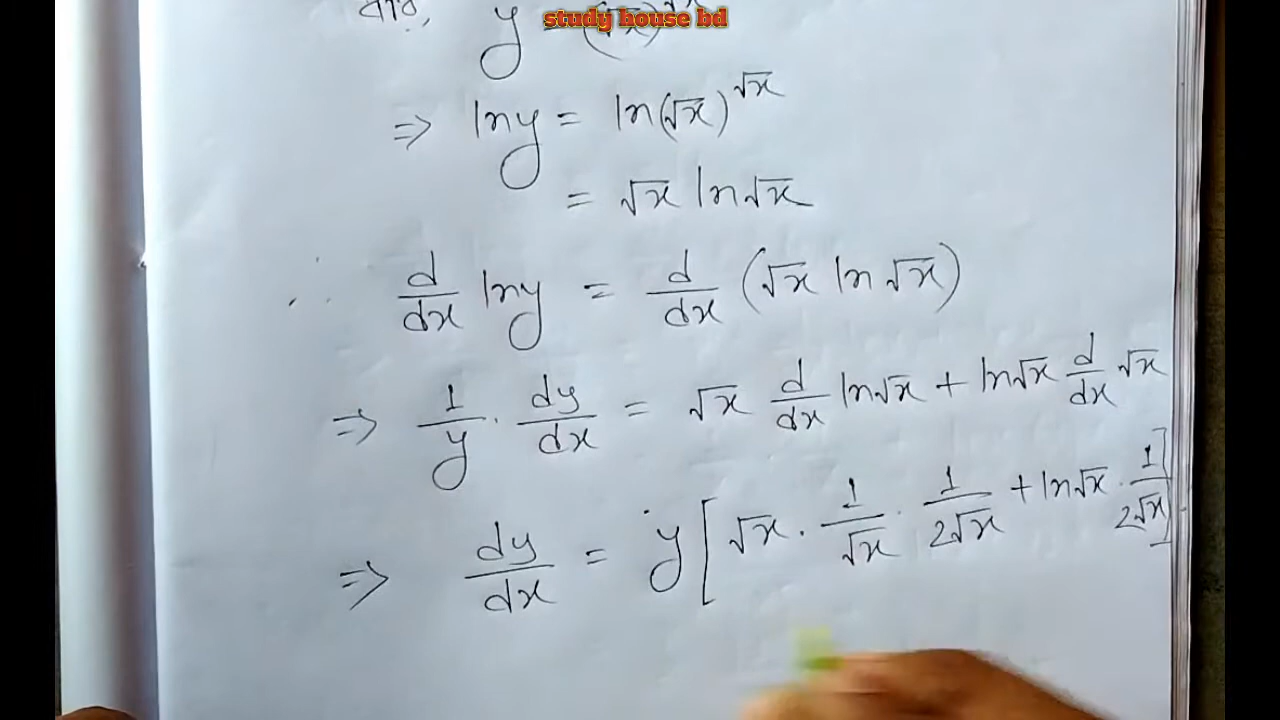 study house bd
y = (√x)^√x
⇒ lny = ln(√x)^√x
= √x ln√x
∴ d/dx lny = d/dx (√x ln √x)
⇒ 1/y · dy/dx = √x d/dx ln√x + ln√x d/dx √x
⇒ dy/dx = y [√x · 1/√x · 1/2√x + ln√x · 1/2√x]